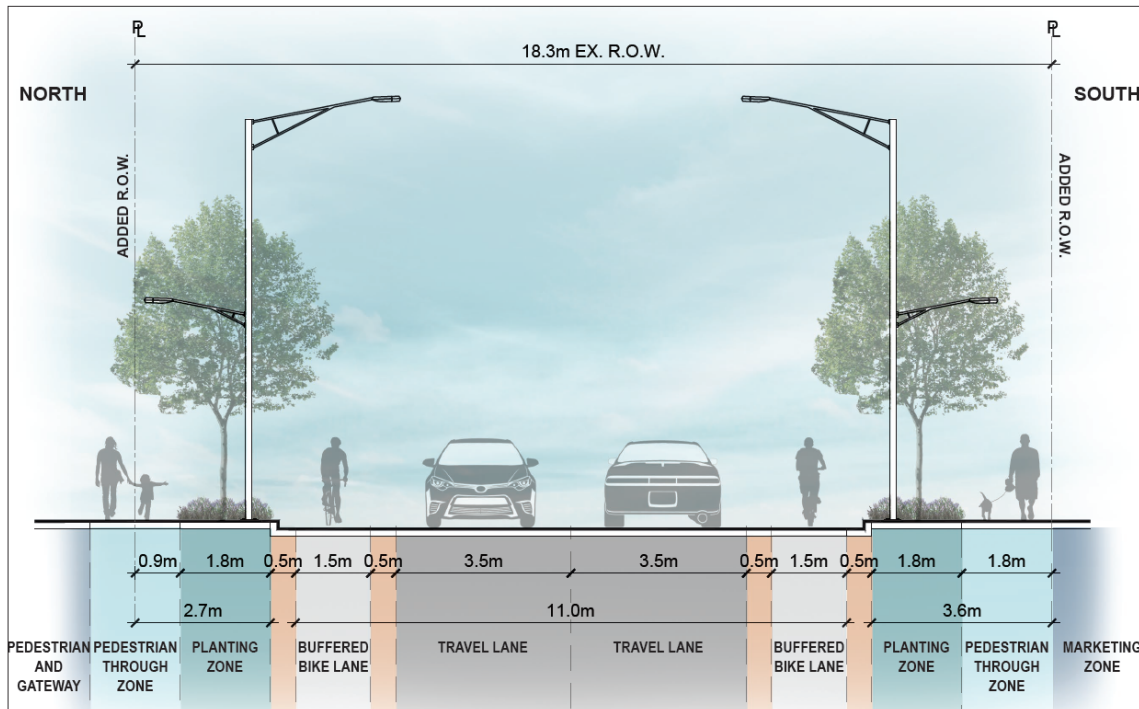 PL
PL
18.3m EX. R.O.W.
NORTH
SOUTH
ADDED R.O.W.
ADDED R.O.W.
0.9m
1.8m
0.5m
1.5m
0.5m
3.5m
3.5m
0.5m
1.5m
0.5m
1.8m
1.8m
2.7m
11.0m
3.6m
PEDESTRIAN
AND
GATEWAY
PEDESTRIAN
THROUGH
ZONE
PLANTING
ZONE
BUFFERED
BIKE LANE
TRAVEL LANE
TRAVEL LANE
BUFFERED
BIKE LANE
PLANTING
ZONE
PEDESTRIAN
THROUGH
ZONE
MARKETING
ZONE